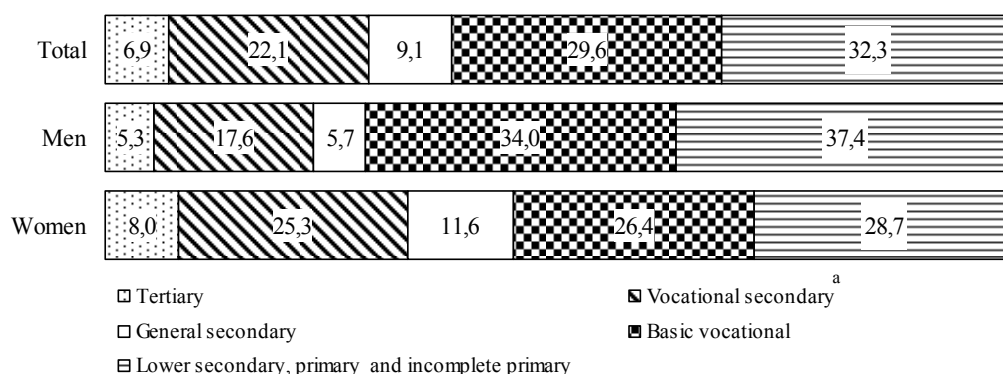 Total 6,9 22,1 9,1 29,6 32,3
Men 5,3 17,6 5,7 34,0 37,4
Women 8,0 25,3 11,6 26,4 28,7
Tertiary Vocational secondary a
General secondary Basic vocational
Lower secondary, primary and incomplete primary